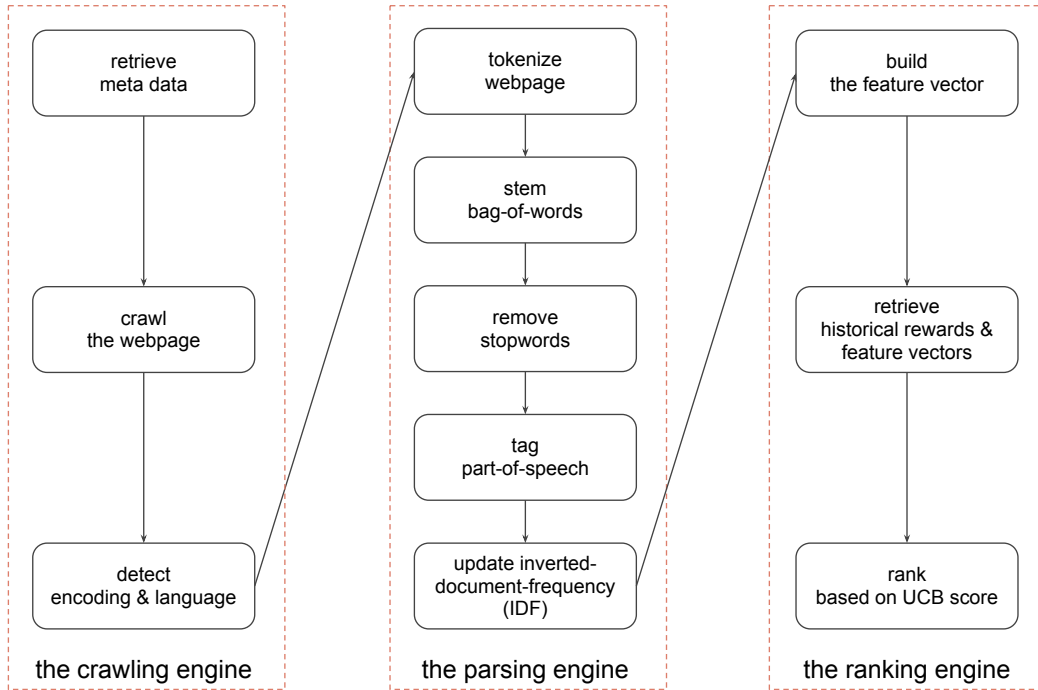 retrieve
meta data
crawl
the webpage
detect
encoding & language
the crawling engine
tokenize
webpage
stem
bag-of-words
remove
stopwords
tag
part-of-speech
update inverted-
document-frequency
(IDF)
the parsing engine
build
the feature vector
retrieve
historical rewards &
feature vectors
rank
based on UCB score
the ranking engine